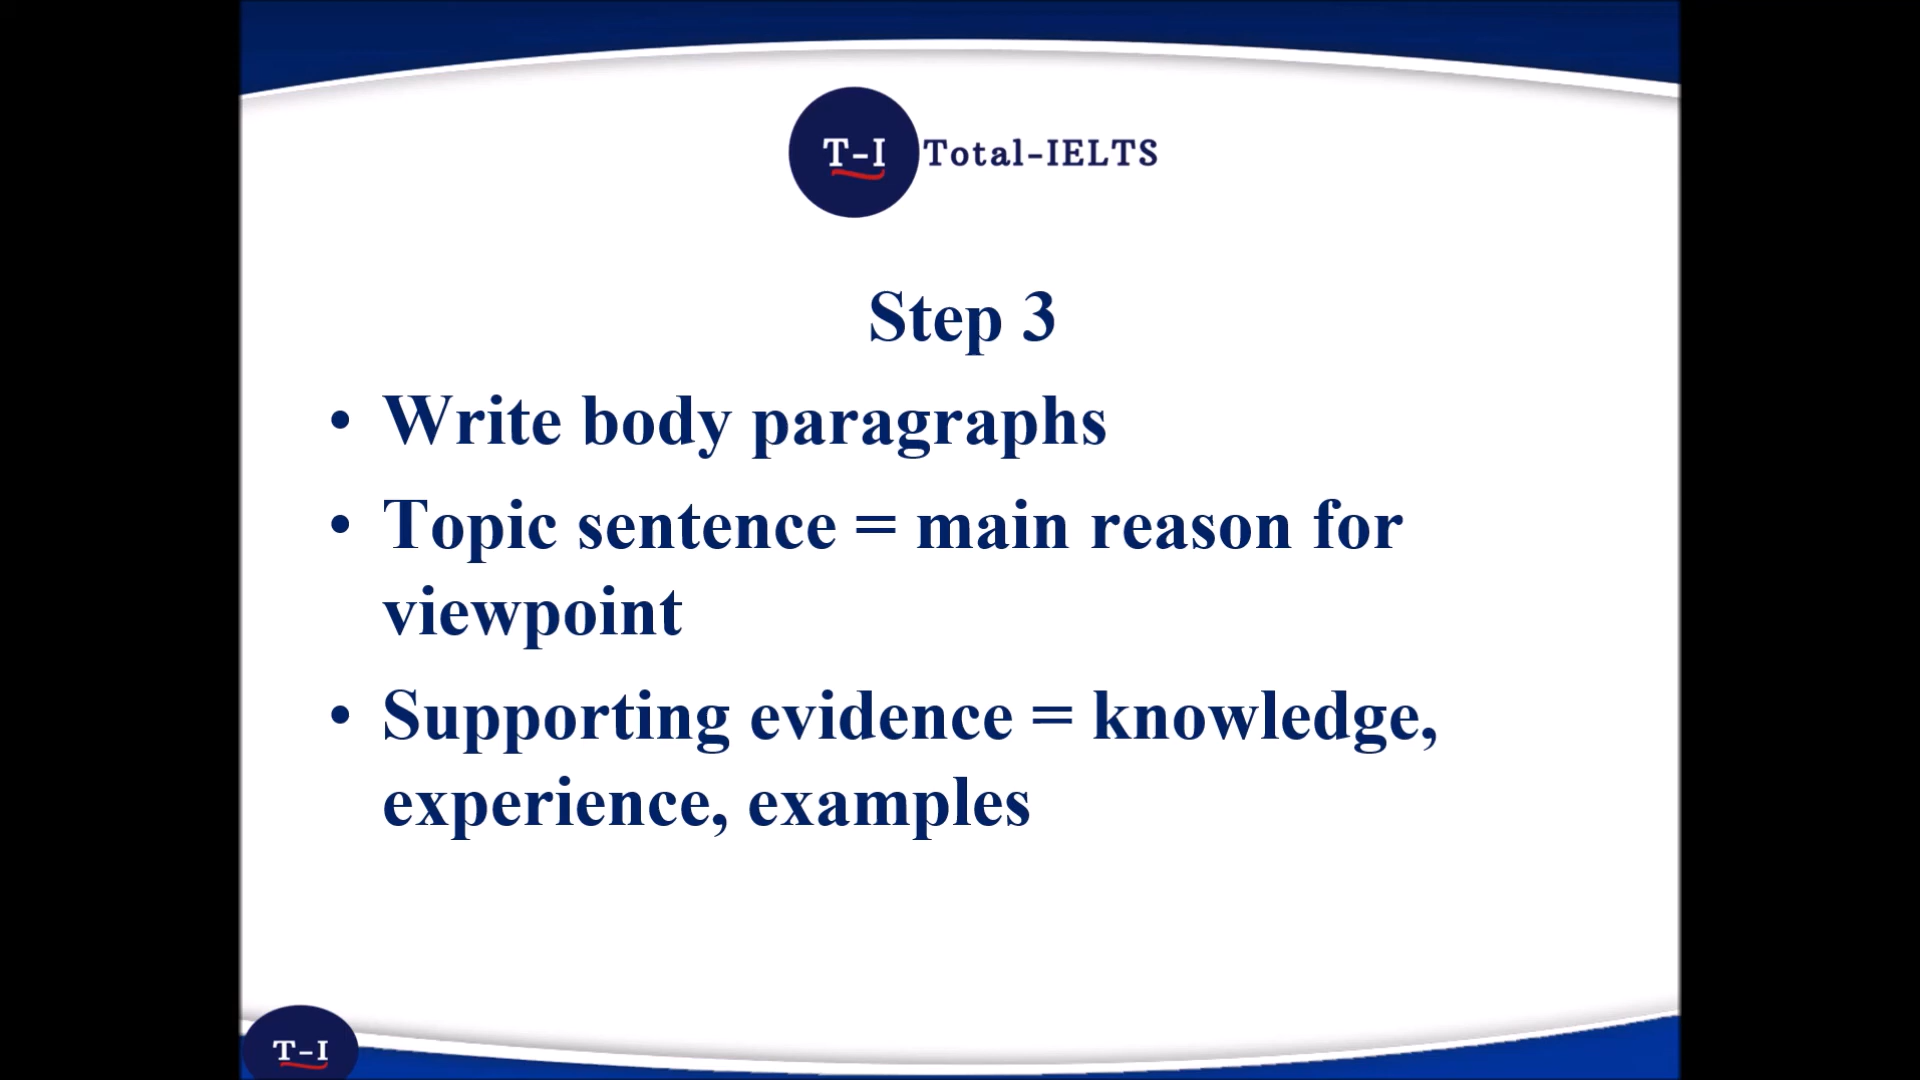 T-I Total-IELTS
Step 3
• Write body paragraphs
• Topic sentence = main reason for
viewpoint
• Supporting evidence = knowledge,
experience, examples
T-I